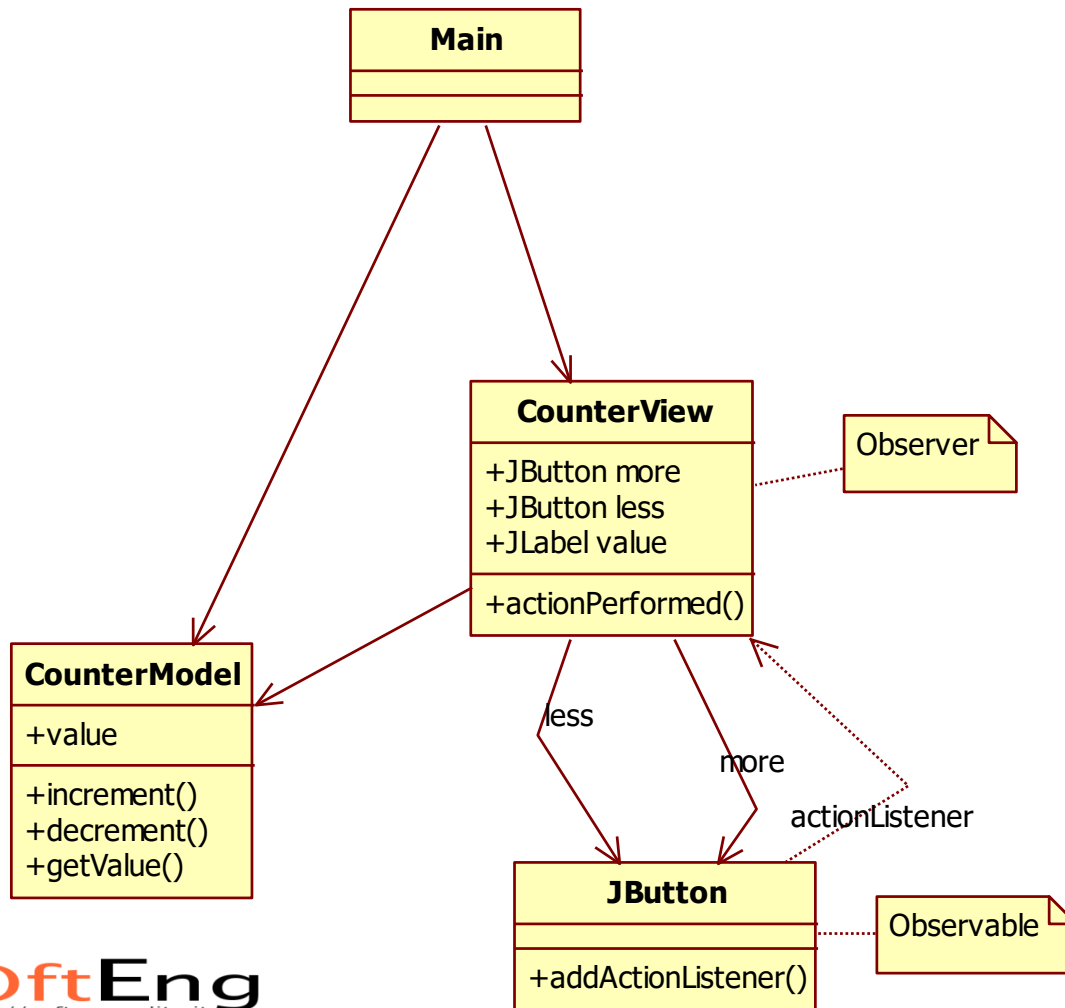 Main
CounterView
+JButton more
+JButton less
+JLabel value
+actionPerformed()
Observer
CounterModel
+value
+increment()
+decrement()
+getValue()
less
more
actionListener
JButton
+addActionListener()
Observable
oftEng